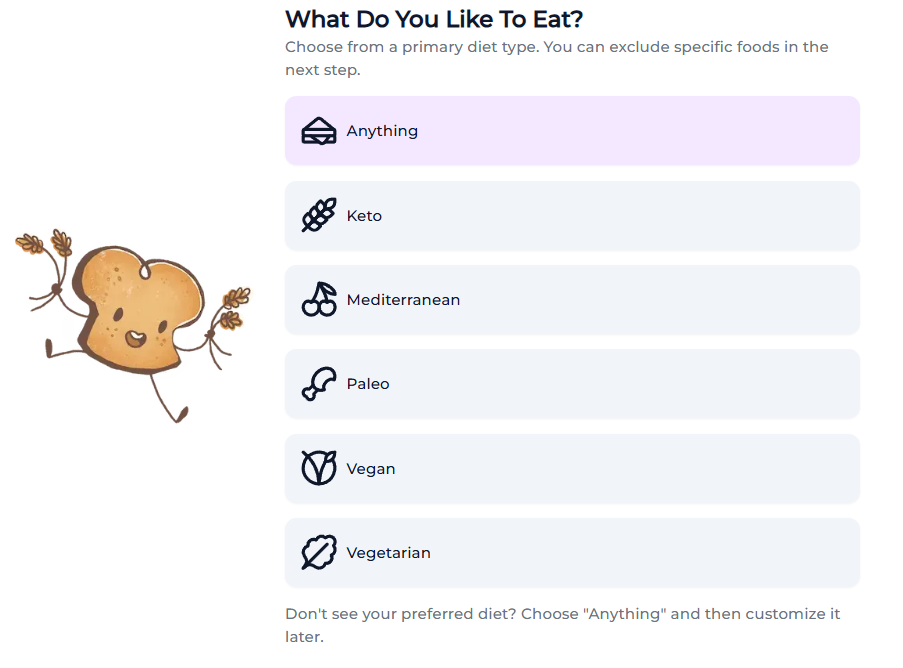 What Do You Like To Eat?
Choose from a primary diet type. You can exclude specific foods in the
next step.
Anything
Keto
Mediterranean
Paleo
Vegan
Vegetarian
Don't see your preferred diet? Choose "Anything" and then customize it
later.